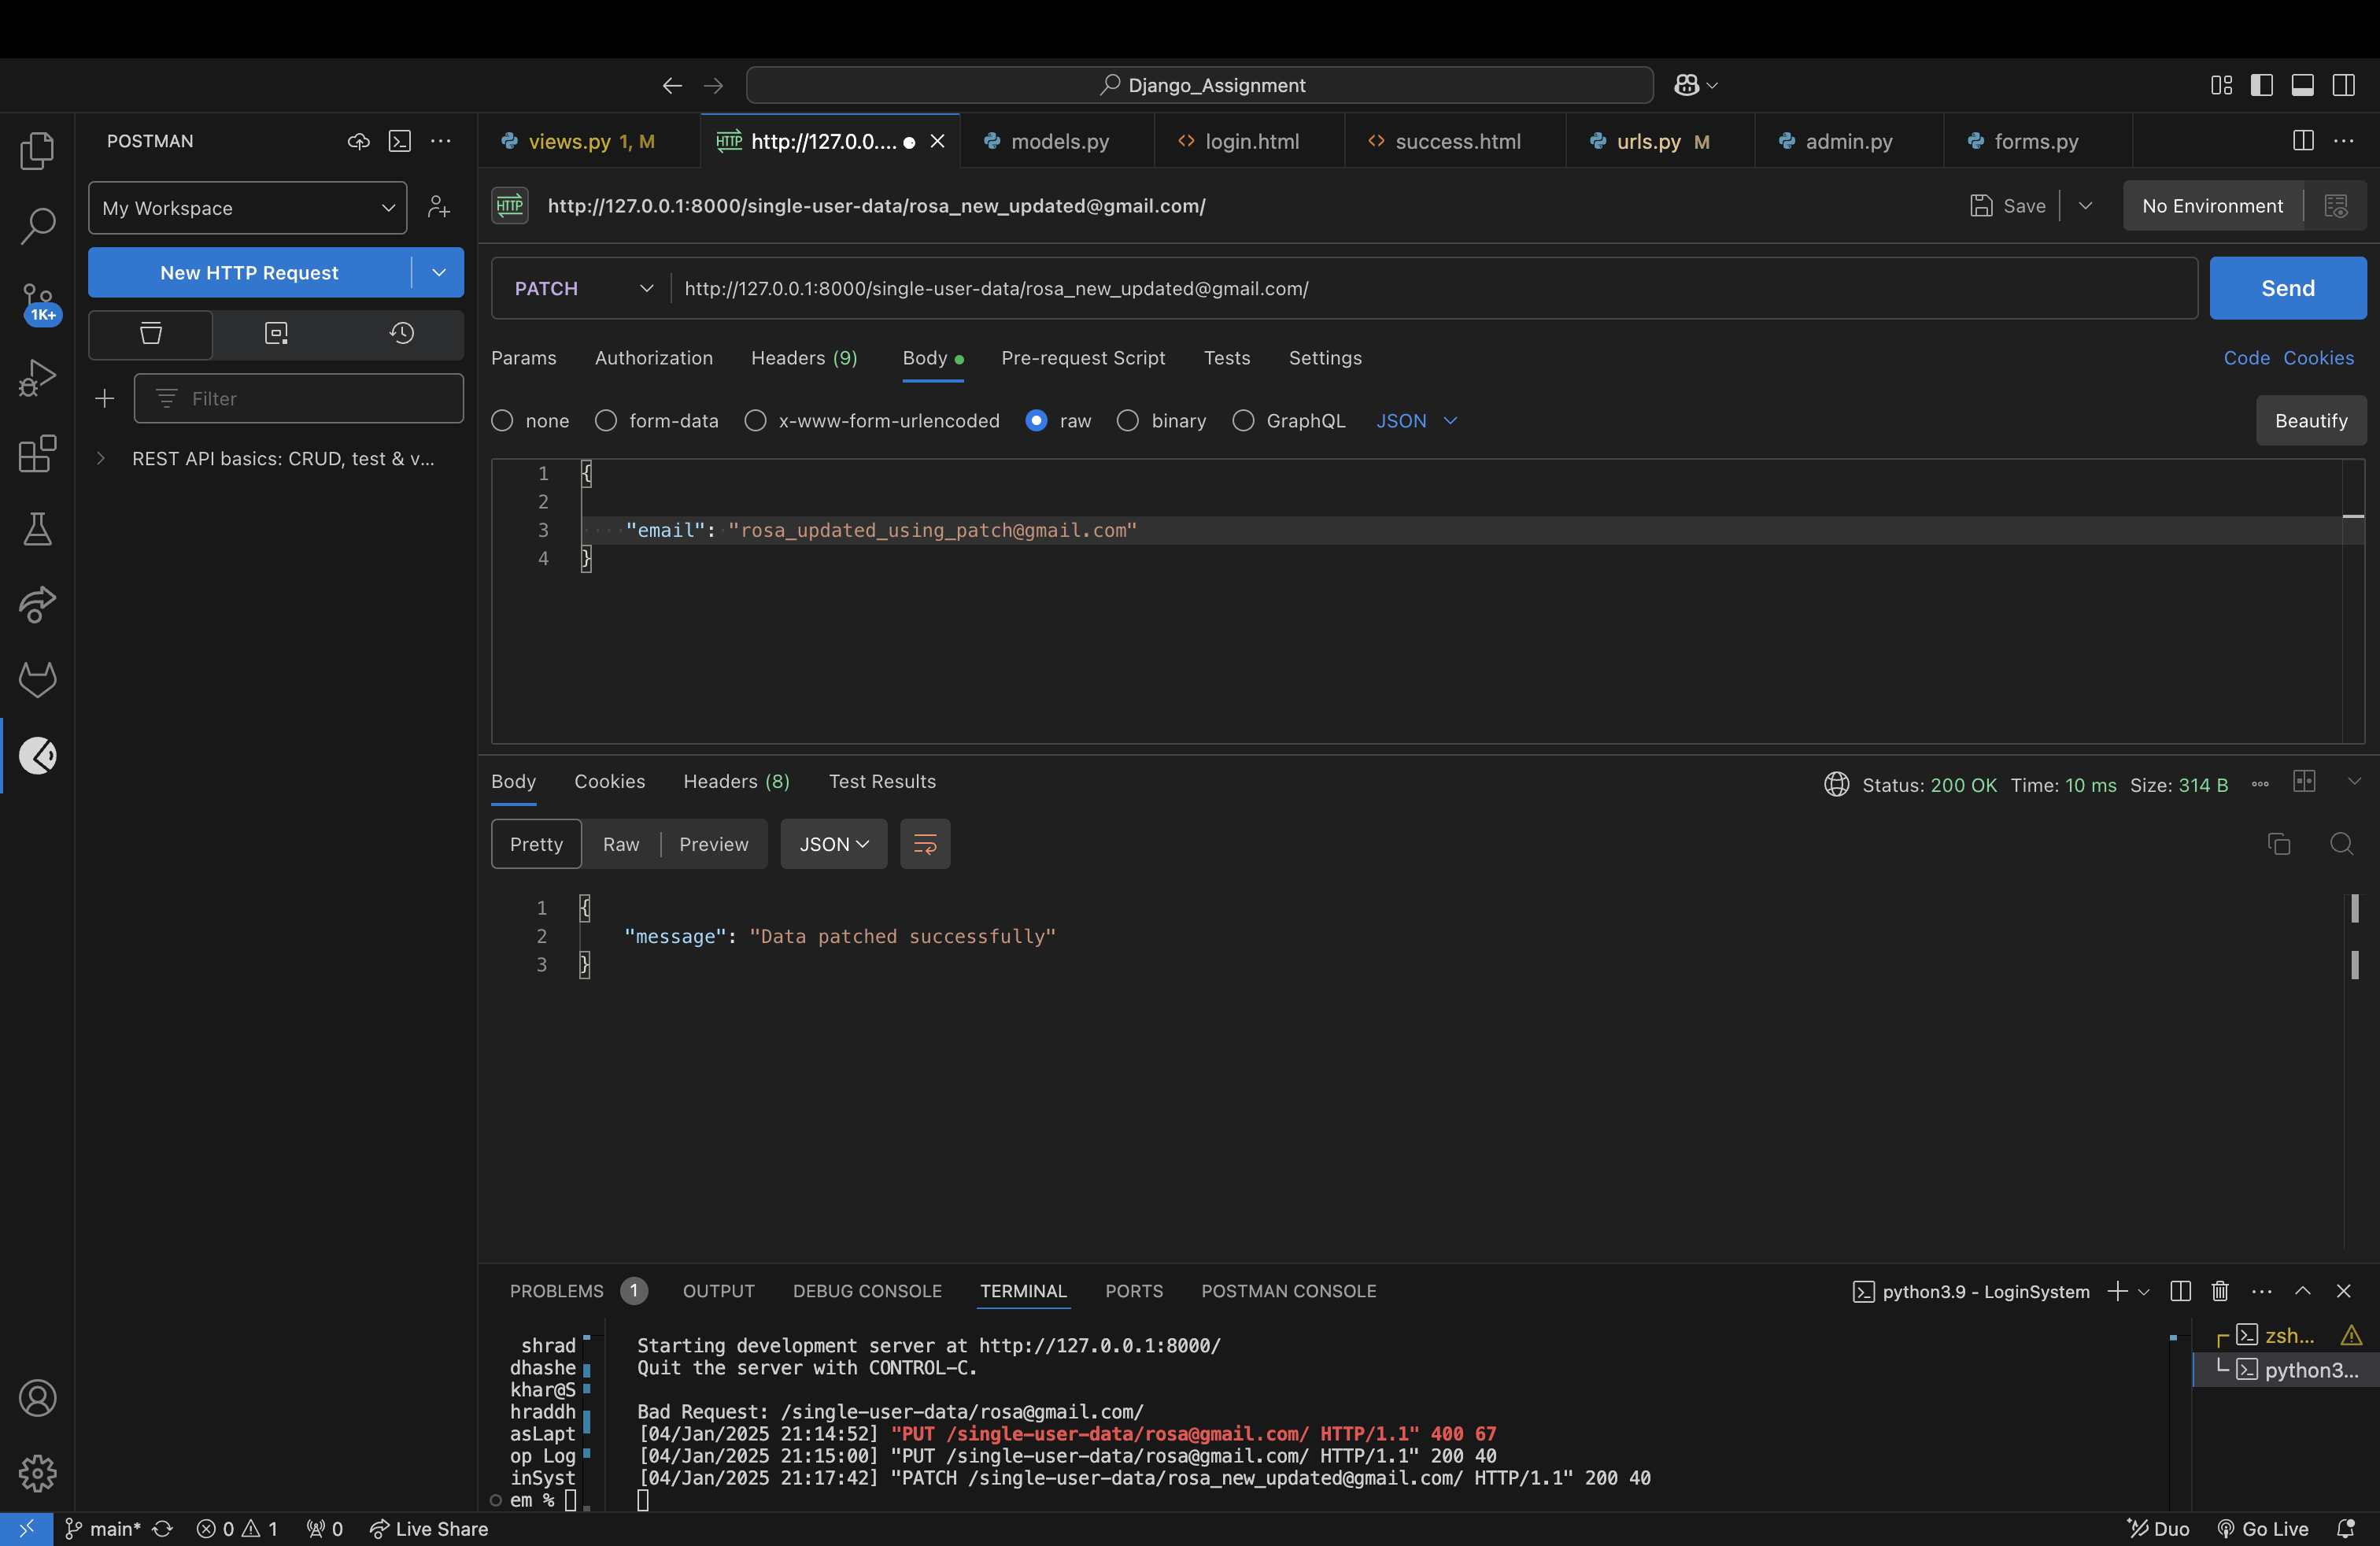 Django_Assignment
POSTMAN
My Workspace
New HTTP Request
1K+
Filter
REST API basics: CRUD, test & v...
views.py 1, M
HTTP http://127.0.0....
models.py
login.html
success.html
urls.py M
admin.py
forms.py
HTTP http://127.0.0.1:8000/single-user-data/rosa_new_updated@gmail.com/
Save
No Environment
PATCH http://127.0.0.1:8000/single-user-data/rosa_new_updated@gmail.com/
Send
Params Authorization Headers (9) Body Pre-request Script Tests Settings
Code Cookies
none form-data x-www-form-urlencoded raw binary GraphQL JSON
Beautify
1 {
2
3 "email": "rosa_updated_using_patch@gmail.com"
4 }
Body Cookies Headers (8) Test Results
Status: 200 OK Time: 10 ms Size: 314 B
Pretty Raw Preview JSON
1 {
2 "message": "Data patched successfully"
3 }
PROBLEMS 1 OUTPUT DEBUG CONSOLE TERMINAL PORTS POSTMAN CONSOLE
python3.9 - LoginSystem
shrad
dhashe
khar@S
hraddh
asLapt
op Log
inSyst
em %
Starting development server at http://127.0.0.1:8000/
Quit the server with CONTROL-C.
Bad Request: /single-user-data/rosa@gmail.com/
[04/Jan/2025 21:14:52] "PUT /single-user-data/rosa@gmail.com/ HTTP/1.1" 400 67
[04/Jan/2025 21:15:00] "PUT /single-user-data/rosa@gmail.com/ HTTP/1.1" 200 40
[04/Jan/2025 21:17:42] "PATCH /single-user-data/rosa_new_updated@gmail.com/ HTTP/1.1" 200 40
zsh...
python3...
main* 0 1 0 Live Share
Duo Go Live